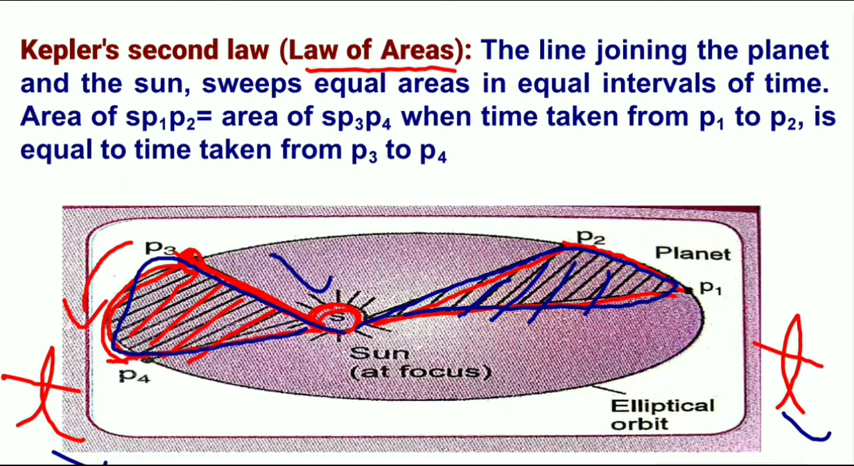 Kepler's second law (Law of Areas): The line joining the planet
and the sun, sweeps equal areas in equal intervals of time.
Area of sp₁p₂= area of sp₃p₄ when time taken from p₁ to p₂, is
equal to time taken from p₃ to p₄
p₃
p₂
Planet
p₁
S
Sun
(at focus)
p₄
Elliptical
orbit
t
t